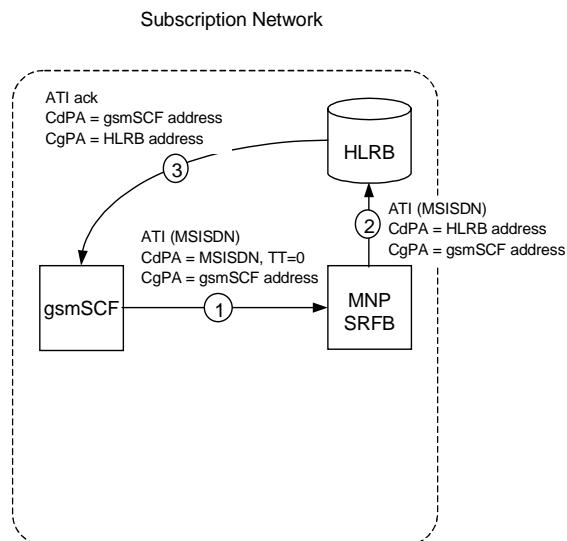 Subscription Network
ATI ack
CdPA = gsmSCF address
CgPA = HLRB address
3
HLRB
ATI (MSISDN)
CdPA = HLRB address
CgPA = gsmSCF address
2
ATI (MSISDN)
CdPA = MSISDN, TT=0
CgPA = gsmSCF address
gsmSCF
1
MNP
SRFB